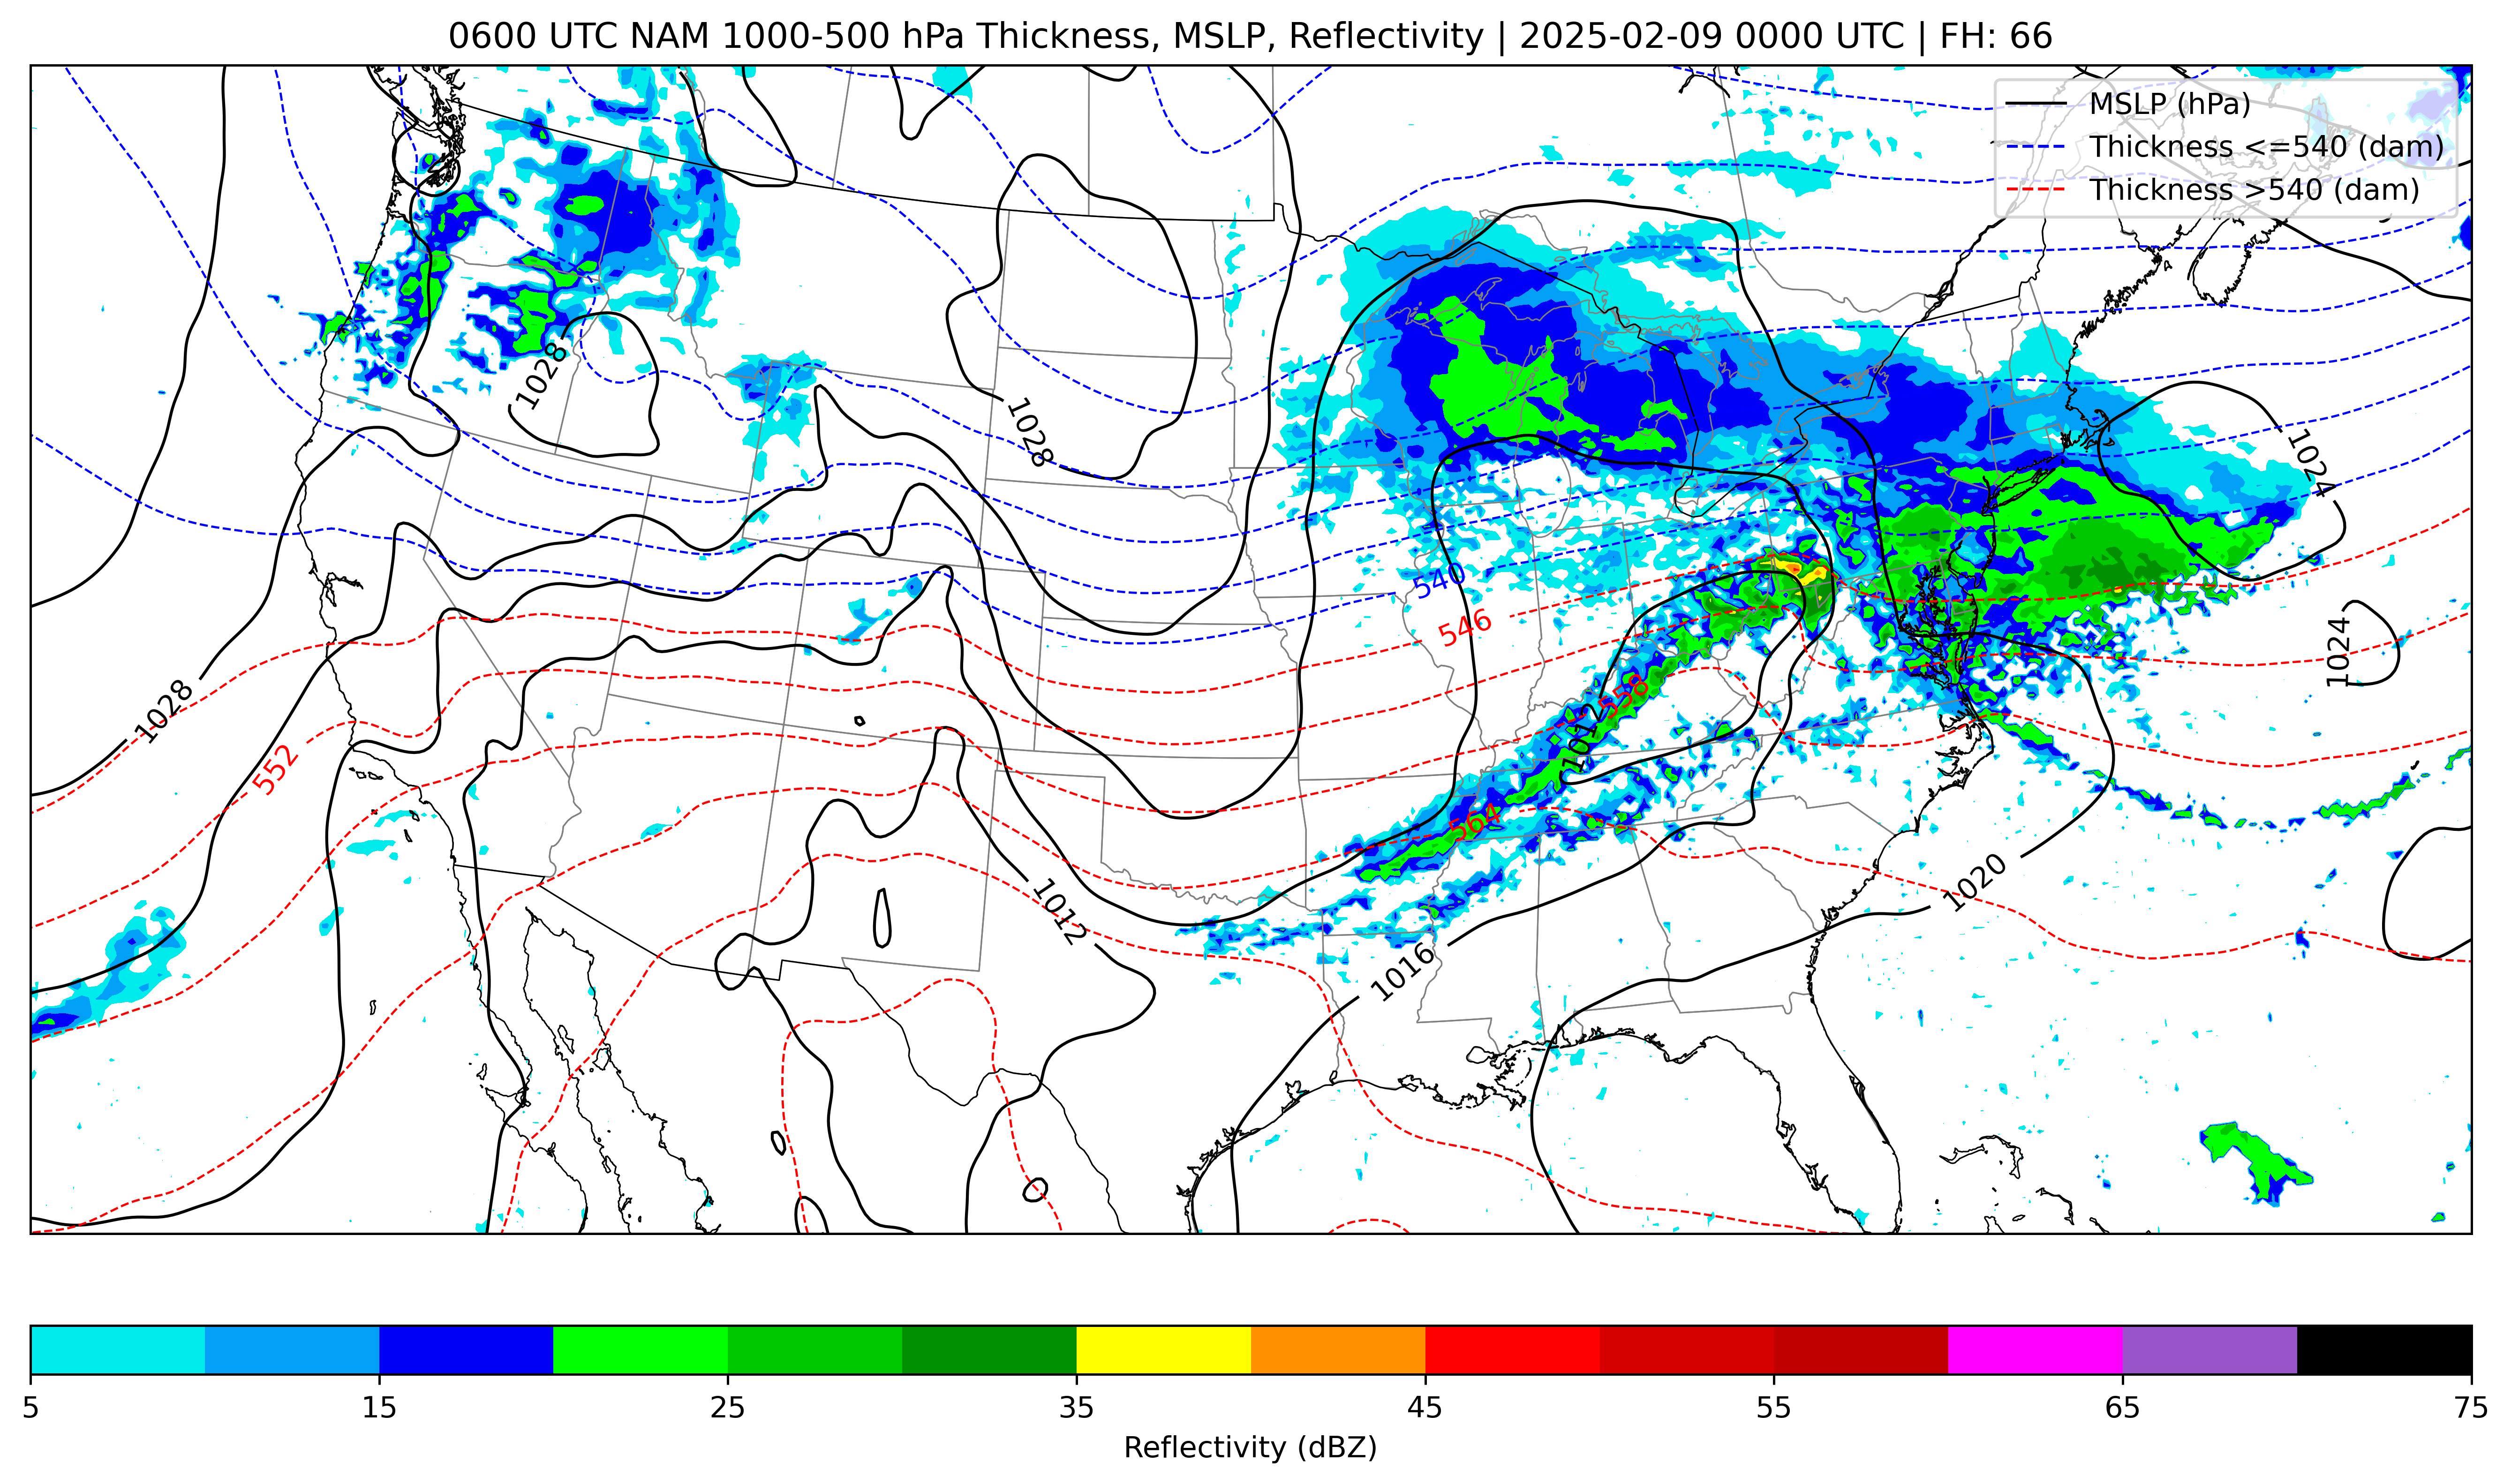 0600 UTC NAM 1000-500 hPa Thickness, MSLP, Reflectivity | 2025-02-09 0000 UTC | FH: 66
MSLP (hPa)
Thickness <=540 (dam)
Thickness >540 (dam)
1028
1028
1024
540
546
1024
1028
558
1012
552
564
1020
1012
1016
5 15 25 35 45 55 65 75
Reflectivity (dBZ)